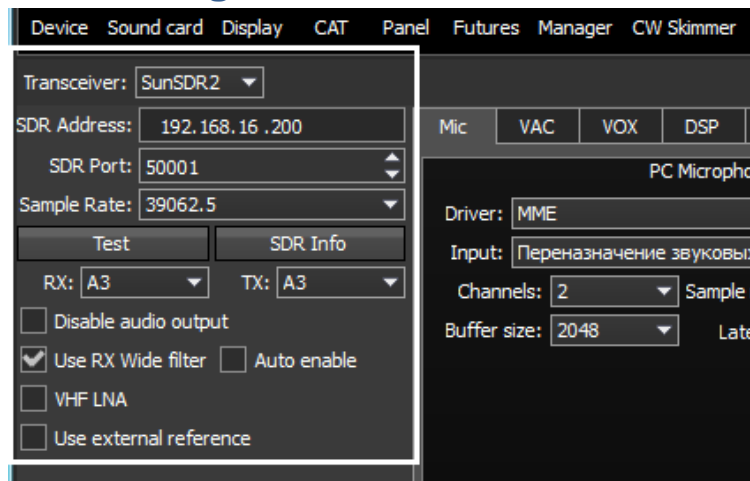 Device Sound card Display CAT Panel Futures Manager CW Skimmer
Transceiver: SunSDR2
SDR Address: 192.168.16 .200
SDR Port: 50001
Sample Rate: 39062.5
Test SDR Info
RX: A3 TX: A3
Disable audio output
Use RX Wide filter Auto enable
VHF LNA
Use external reference
Mic VAC VOX DSP
PC Micropho
Driver: MME
Input: Переназначение звуковых
Channels: 2 Sample
Buffer size: 2048 Late